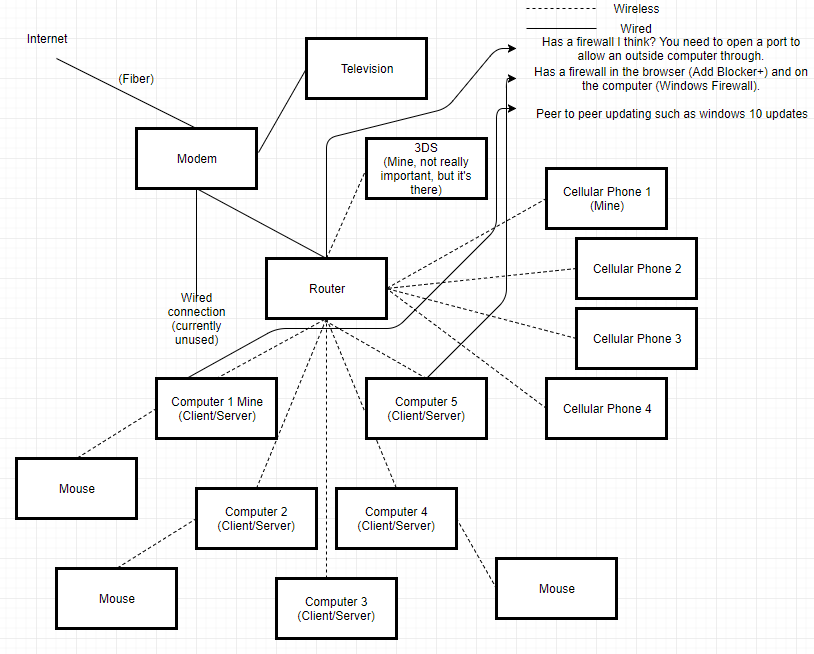 Wireless
Wired
Internet
Has a firewall I think? You need to open a port to
allow an outside computer through.
(Fiber)
Television
Has a firewall in the browser (Add Blocker+) and on
the computer (Windows Firewall).
Peer to peer updating such as windows 10 updates
Modem
3DS
(Mine, not really
important, but it's
there)
Cellular Phone 1
(Mine)
Cellular Phone 2
Router
Wired
connection
(currently
unused)
Cellular Phone 3
Computer 1 Mine
(Client/Server)
Computer 5
(Client/Server)
Cellular Phone 4
Mouse
Computer 2
(Client/Server)
Computer 4
(Client/Server)
Mouse
Computer 3
(Client/Server)
Mouse